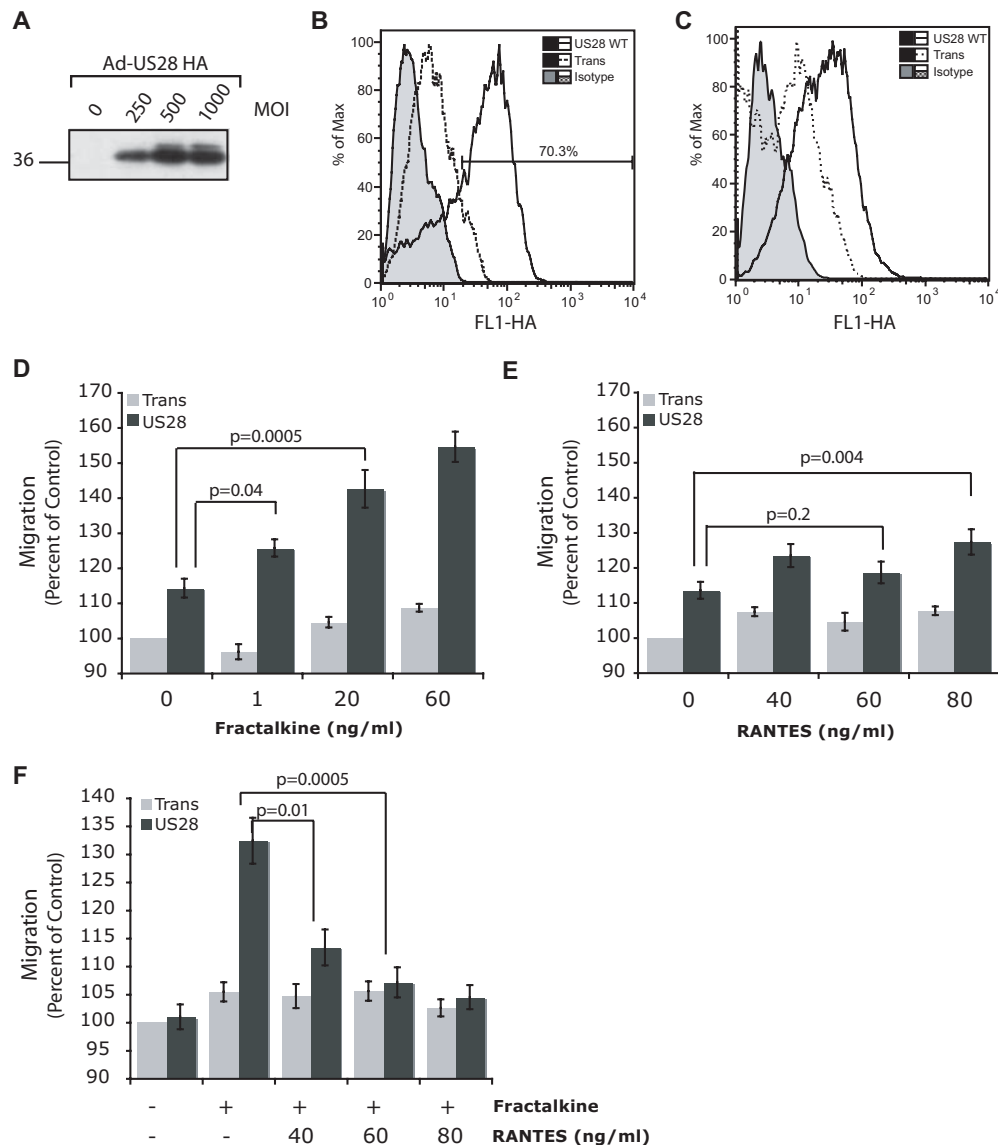 A
Ad-US28 HA
0 250 500 1000 MOI
36
B
US28 WT
Trans
Isotype
% of Max
100
80
60
40
20
0
70.3%
10^0 10^1 10^2 10^3 10^4
FL1-HA
C
US28 WT
Trans
Isotype
% of Max
100
80
60
40
20
0
10^0 10^1 10^2 10^3 10^4
FL1-HA
D
Trans
US28
Migration
(Percent of Control)
170
160
150
140
130
120
110
100
90
p=0.0005
p=0.04
0 1 20 60
Fractalkine (ng/ml)
E
Trans
US28
Migration
(Percent of Control)
170
160
150
140
130
120
110
100
90
p=0.004
p=0.2
0 40 60 80
RANTES (ng/ml)
F
Trans
US28
Migration
(Percent of Control)
140
135
130
125
120
115
110
105
100
95
90
p=0.0005
p=0.01
- + + + + Fractalkine
- - 40 60 80 RANTES (ng/ml)